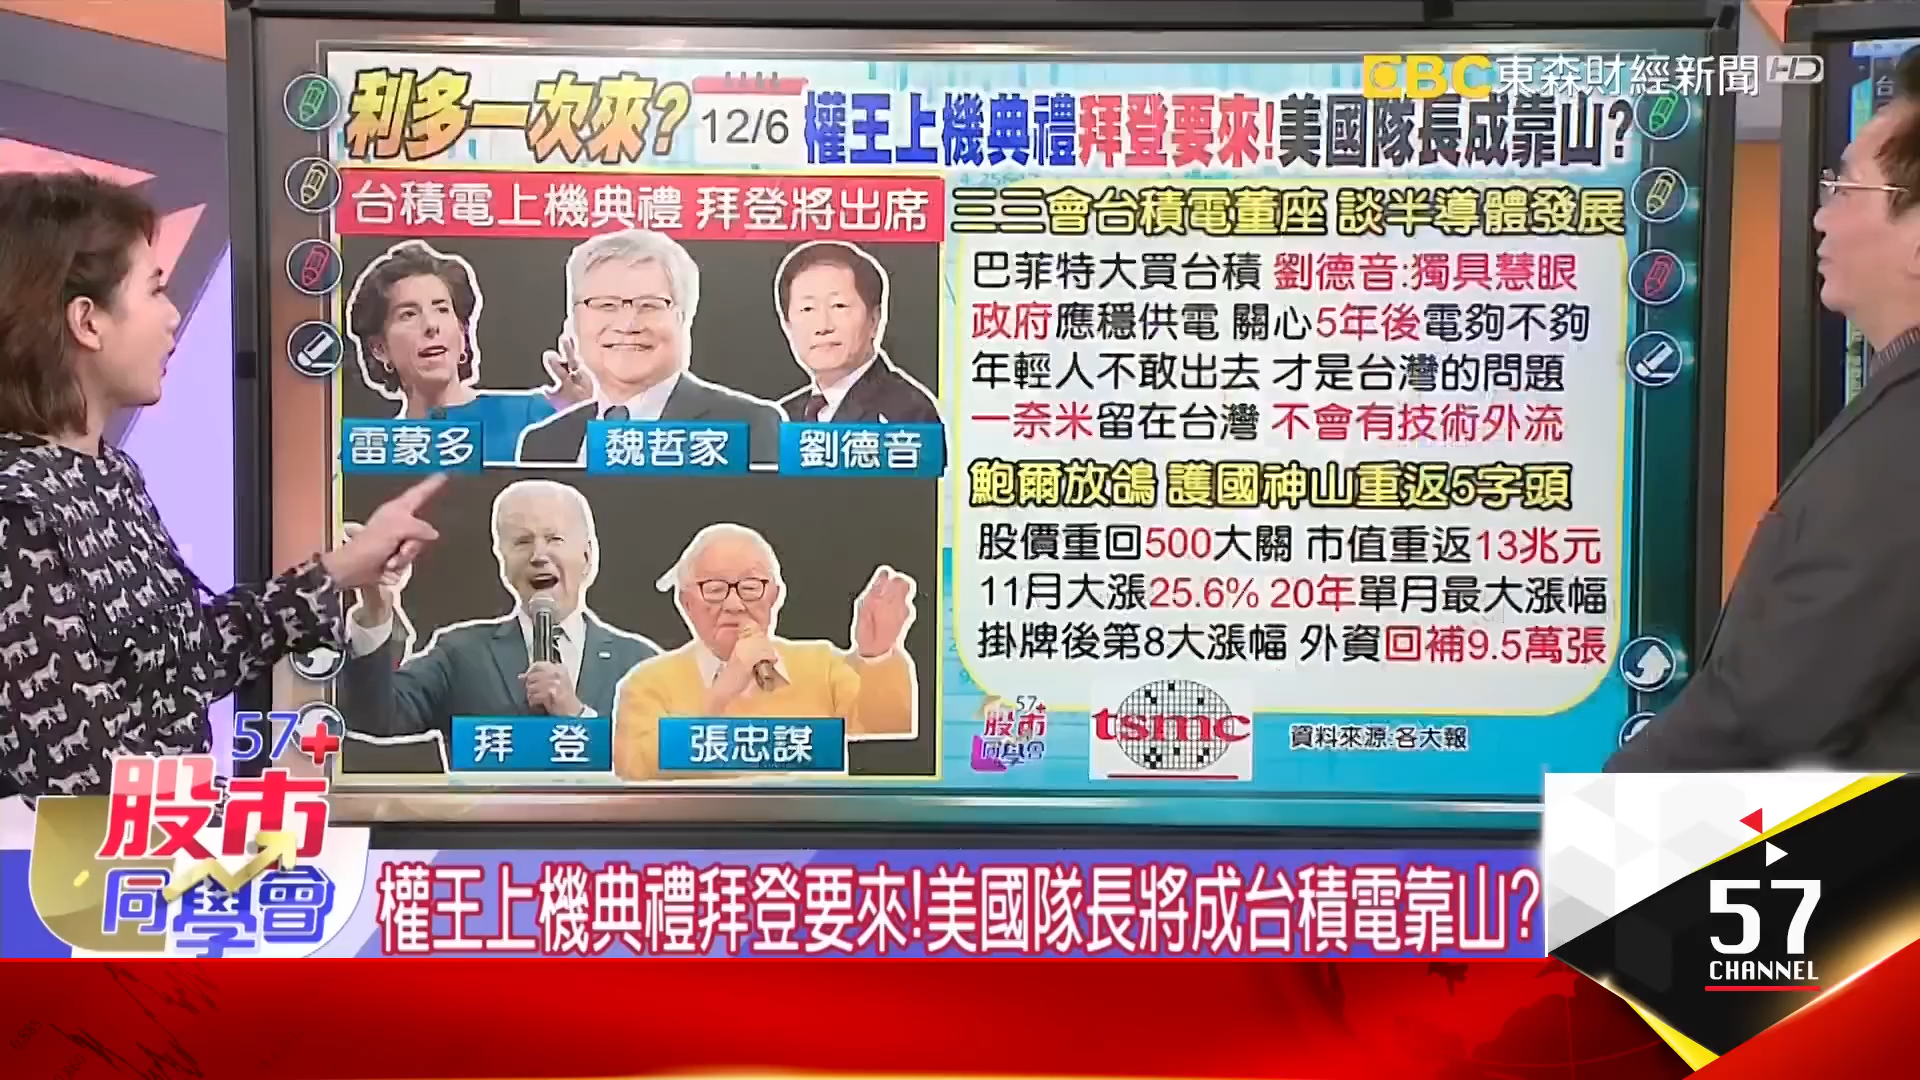 EBC 東森財經新聞 HD
利多一次來?
12/6
權王上機典禮拜登要來!美國隊長成靠山?
台積電上機典禮 拜登將出席
雷蒙多
魏哲家
劉德音
拜 登
張忠謀
三三會台積電董座 談半導體發展
巴菲特大買台積 劉德音:獨具慧眼
政府應穩供電 關心5年後電夠不夠
年輕人不敢出去 才是台灣的問題
一奈米留在台灣 不會有技術外流
鮑爾放鴿 護國神山重返5字頭
股價重回500大關 市值重返13兆元
11月大漲25.6% 20年單月最大漲幅
掛牌後第8大漲幅 外資回補9.5萬張
57+
股市
同學會
tsmc
資料來源:各大報
台
57+
股市
同學會
權王上機典禮拜登要來!美國隊長將成台積電靠山?
57
CHANNEL